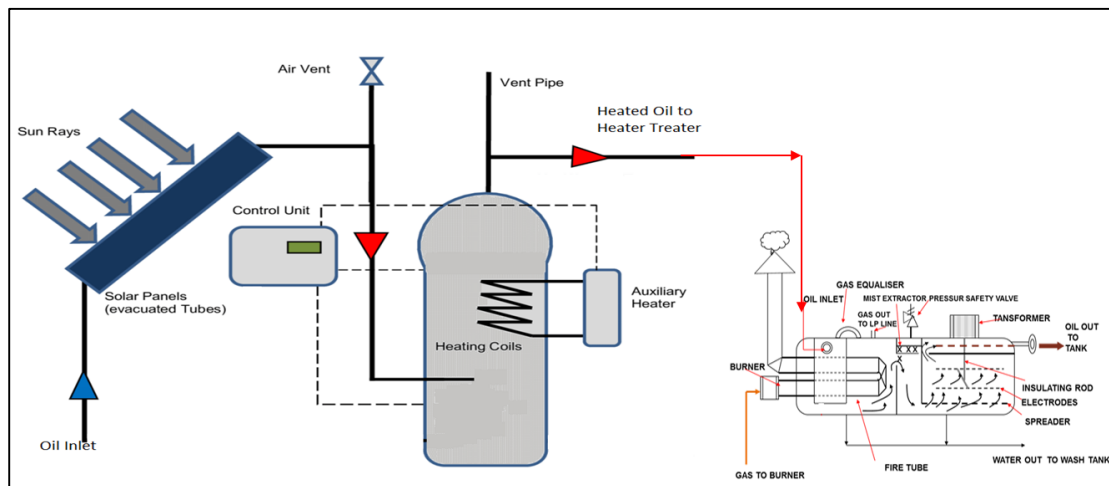 Air Vent
Vent Pipe
Heated Oil to
Heater Treater
Sun Rays
Control Unit
Solar Panels
(evacuated Tubes)
Auxiliary
Heater
Heating Coils
Oil Inlet
GAS EQUALISER
OIL INLET
MIST EXTRACTOR
PRESSUR SAFETY VALVE
GAS OUT
TO LP LINE
TANSFORMER
OIL OUT
TO
TANK
X X X
X
BURNER
INSULATING ROD
ELECTRODES
SPREADER
WATER OUT TO WASH TANK
FIRE TUBE
GAS TO BURNER